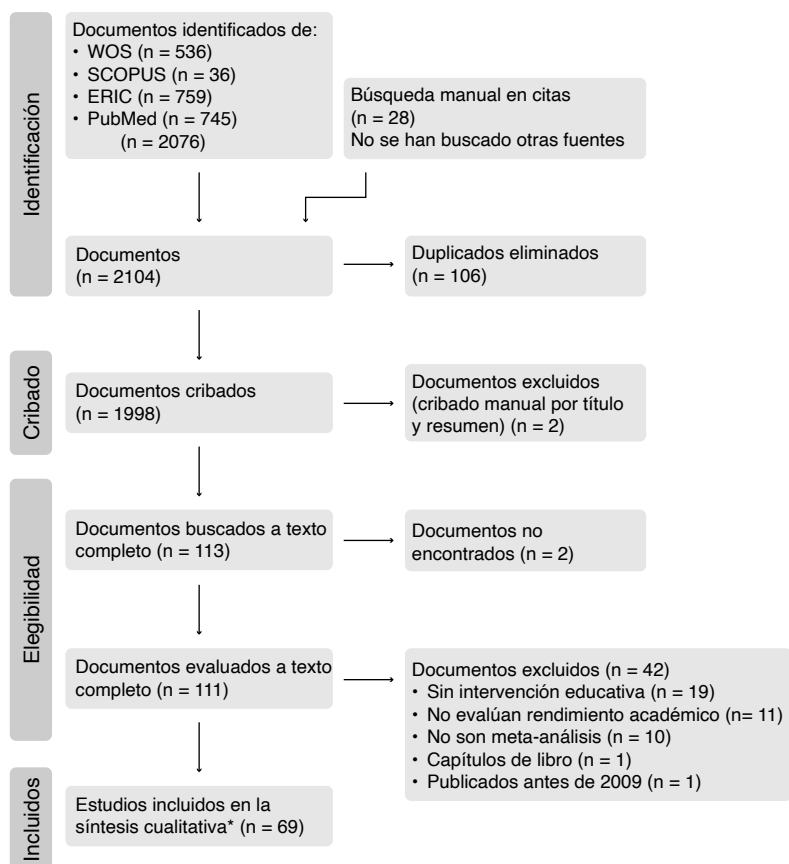 Identificación
Documentos identificados de:
• WOS (n = 536)
• SCOPUS (n = 36)
• ERIC (n = 759)
• PubMed (n = 745)
(n = 2076)
Búsqueda manual en citas
(n = 28)
No se han buscado otras fuentes
Documentos
(n = 2104)
Duplicados eliminados
(n = 106)
Cribado
Documentos cribados
(n = 1998)
Documentos excluidos
(cribado manual por título
y resumen) (n = 2)
Elegibilidad
Documentos buscados a texto
completo (n = 113)
Documentos no
encontrados (n = 2)
Documentos evaluados a texto
completo (n = 111)
Documentos excluidos (n = 42)
• Sin intervención educativa (n = 19)
• No evalúan rendimiento académico (n= 11)
• No son meta-análisis (n = 10)
• Capítulos de libro (n = 1)
• Publicados antes de 2009 (n = 1)
Incluidos
Estudios incluidos en la
síntesis cualitativa* (n = 69)